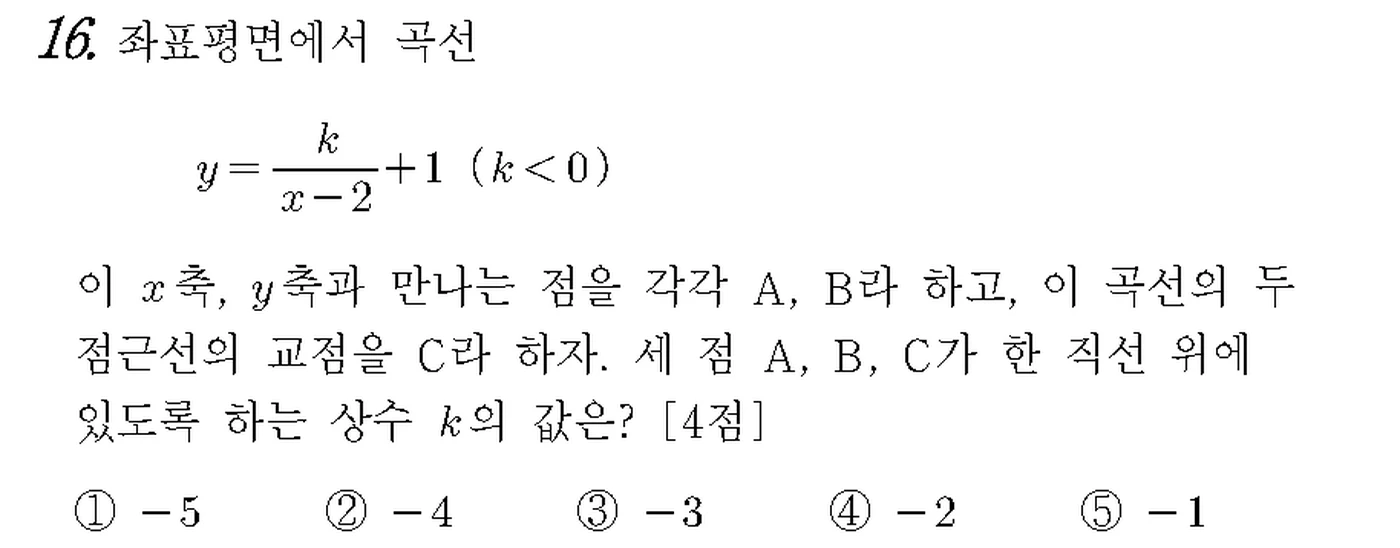 16. 좌표평면에서 곡선
y = k/(x-2) + 1 (k < 0)
이 x축, y축과 만나는 점을 각각 A, B라 하고, 이 곡선의 두
점근선의 교점을 C라 하자. 세 점 A, B, C가 한 직선 위에
있도록 하는 상수 k의 값은? [4점]
① -5 ② -4 ③ -3 ④ -2 ⑤ -1